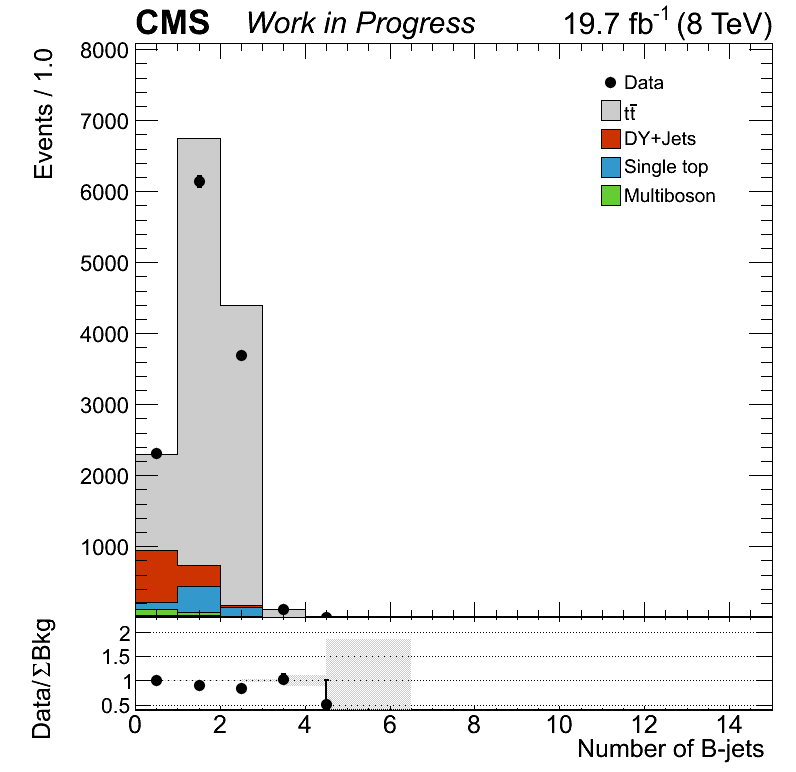 CMS Work in Progress 19.7 fb⁻¹ (8 TeV)
Events / 1.0
8000
7000
6000
5000
4000
3000
2000
1000
Data
tt̄
DY+Jets
Single top
Multiboson
Data/ΣBkg
2
1.5
1
0.5
0 2 4 6 8 10 12 14
Number of B-jets